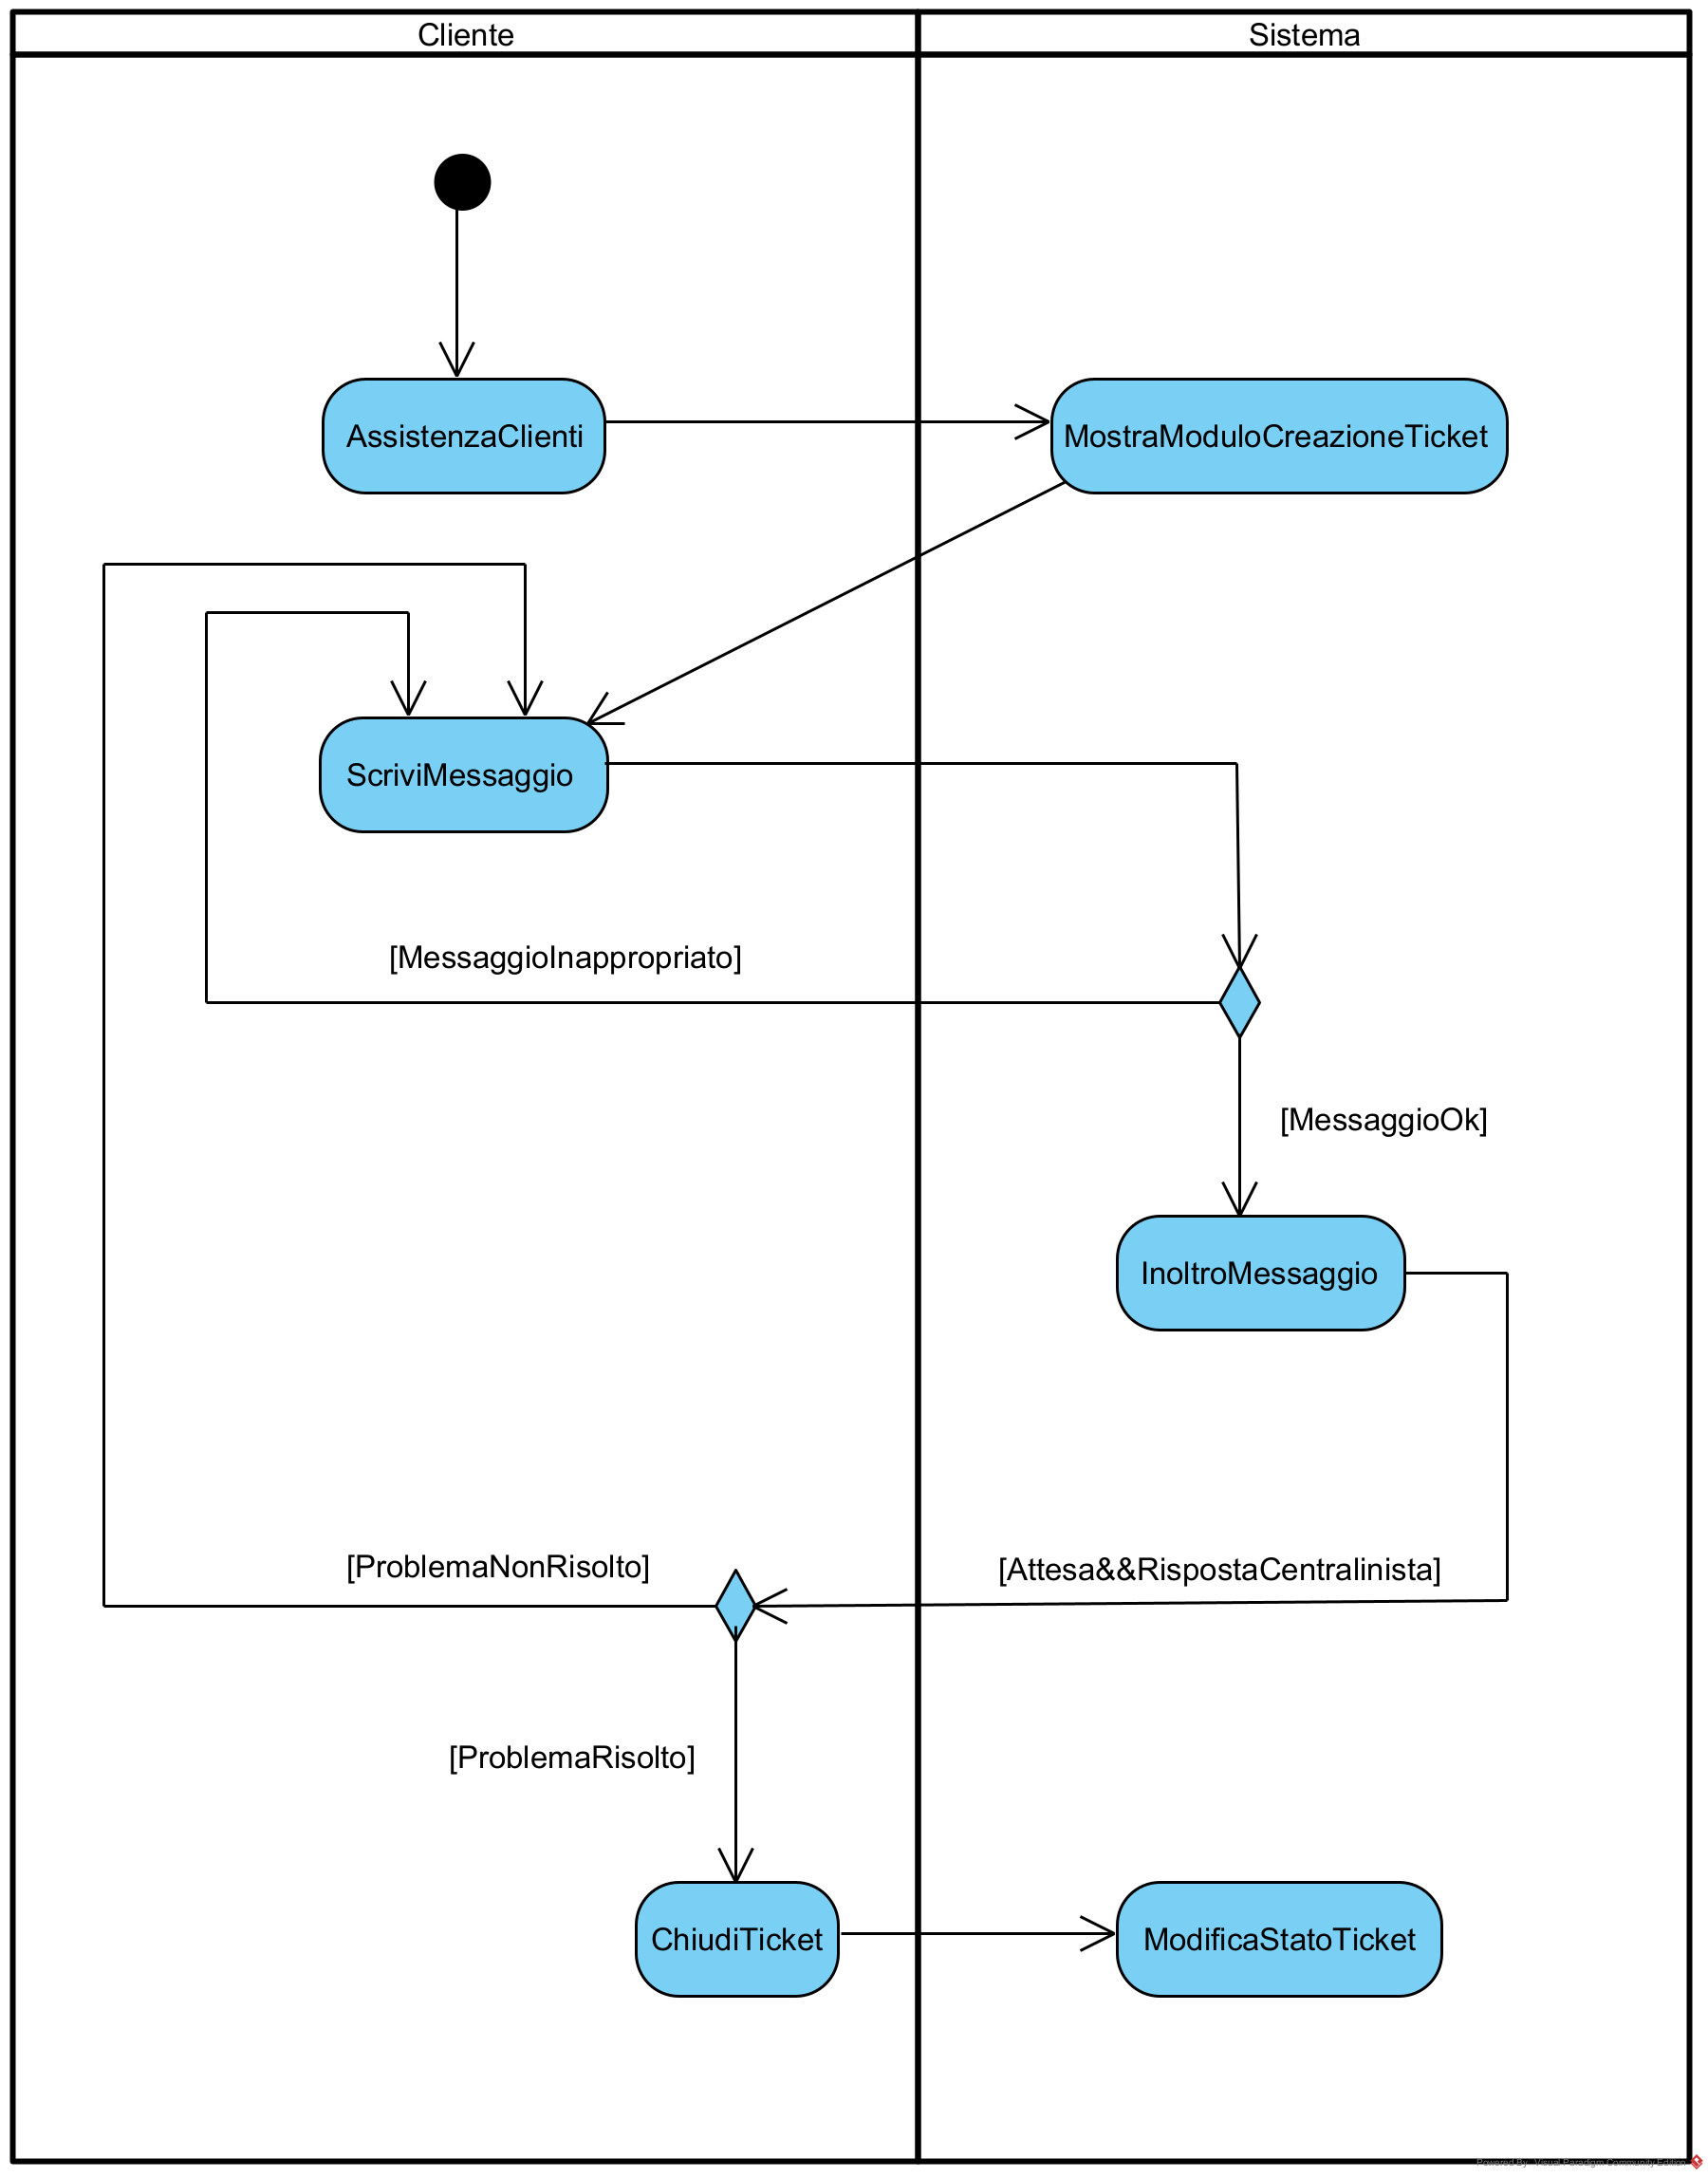 Cliente
Sistema
AssistenzaClienti
MostraModuloCreazioneTicket
ScriviMessaggio
[MessaggioInappropriato]
[MessaggioOk]
InoltroMessaggio
[ProblemaNonRisolto]
[Attesa&&RispostaCentralinista]
[ProblemaRisolto]
ChiudiTicket
ModificaStatoTicket
Powered By: Visual Paradigm Community Edition